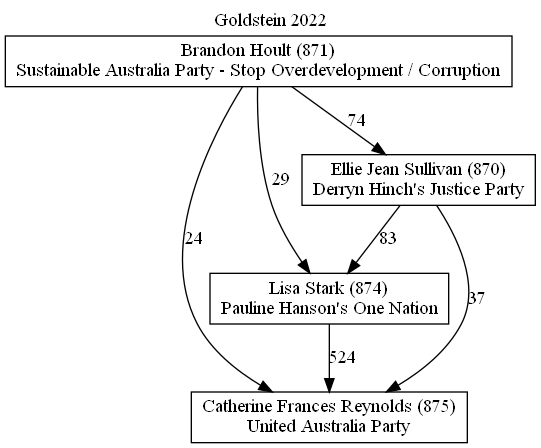 Goldstein 2022
Brandon Hoult (871)
Sustainable Australia Party - Stop Overdevelopment / Corruption
74
Ellie Jean Sullivan (870)
Derryn Hinch's Justice Party
29
24
83
Lisa Stark (874)
Pauline Hanson's One Nation
37
524
Catherine Frances Reynolds (875)
United Australia Party